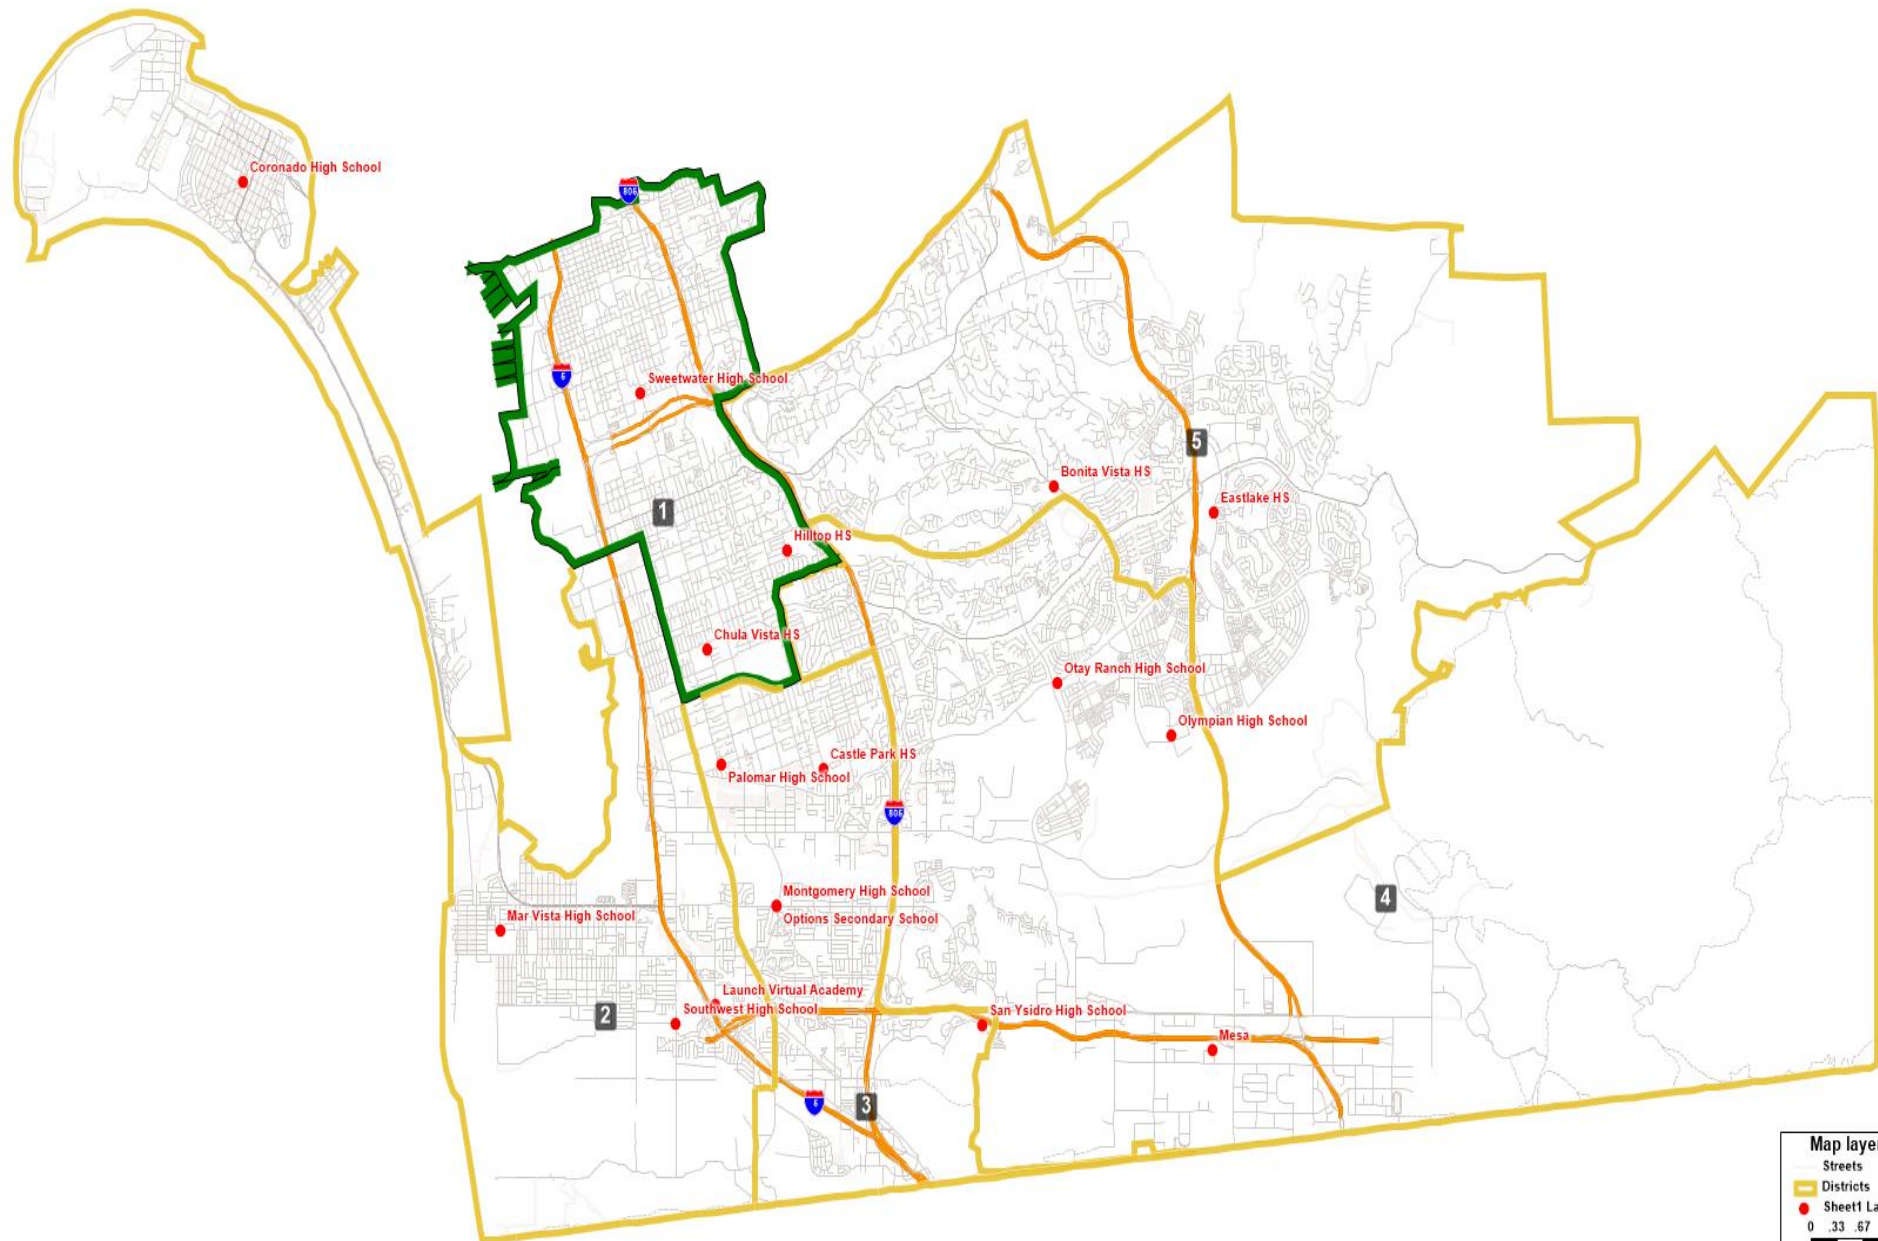 Coronado High School
806
Sweetwater High School
5
5
Bonita Vista HS
Eastlake HS
1
Hilltop HS
Chula Vista HS
Otay Ranch High School
Olympian High School
Castle Park HS
Palomar High School
806
Montgomery High School
4
Mar Vista High School
Options Secondary School
Launch Virtual Academy
Southwest High School
2
San Ysidro High School
Mesa
5
3
Map laye
Streets
Districts
Sheet1 La
0 .33 .67